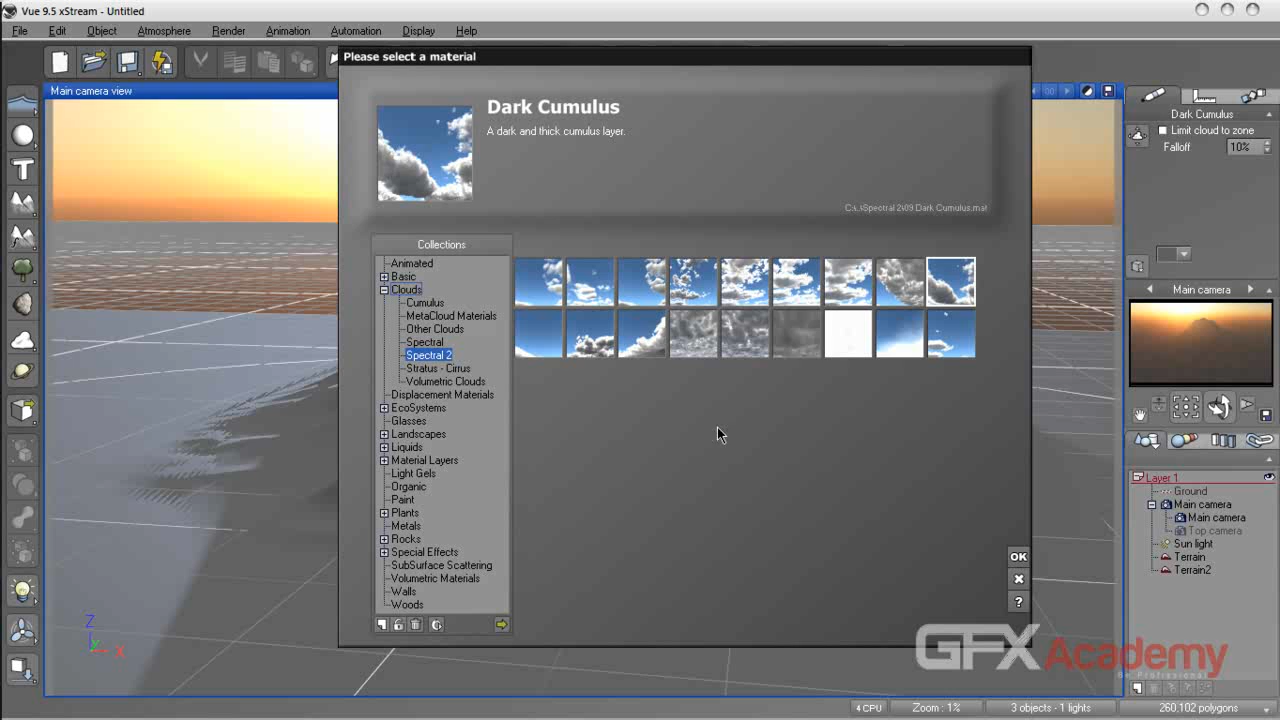 Vue 9.5 xStream - Untitled
File Edit Object Atmosphere Render Animation Automation Display Help
Please select a material
Main camera view
Dark Cumulus
A dark and thick cumulus layer.
C:\...\Spectral 2\09 Dark Cumulus.mat
Collections
Animated
Basic
Clouds
Cumulus
MetaCloud Materials
Other Clouds
Spectral
Spectral 2
Stratus - Cirrus
Volumetric Clouds
Displacement Materials
EcoSystems
Glasses
Landscapes
Liquids
Material Layers
Light Gels
Organic
Paint
Plants
Metals
Rocks
Special Effects
SubSurface Scattering
Volumetric Materials
Walls
Woods
OK
?
Dark Cumulus
Limit cloud to zone
Falloff 10%
Main camera
Layer 1
Ground
Main camera
Main camera
Top camera
Sun light
Terrain
Terrain2
Z
Y
X
GFXAcademy
Be Professional
4 CPU Zoom : 1% 3 objects - 1 lights 260,102 polygons